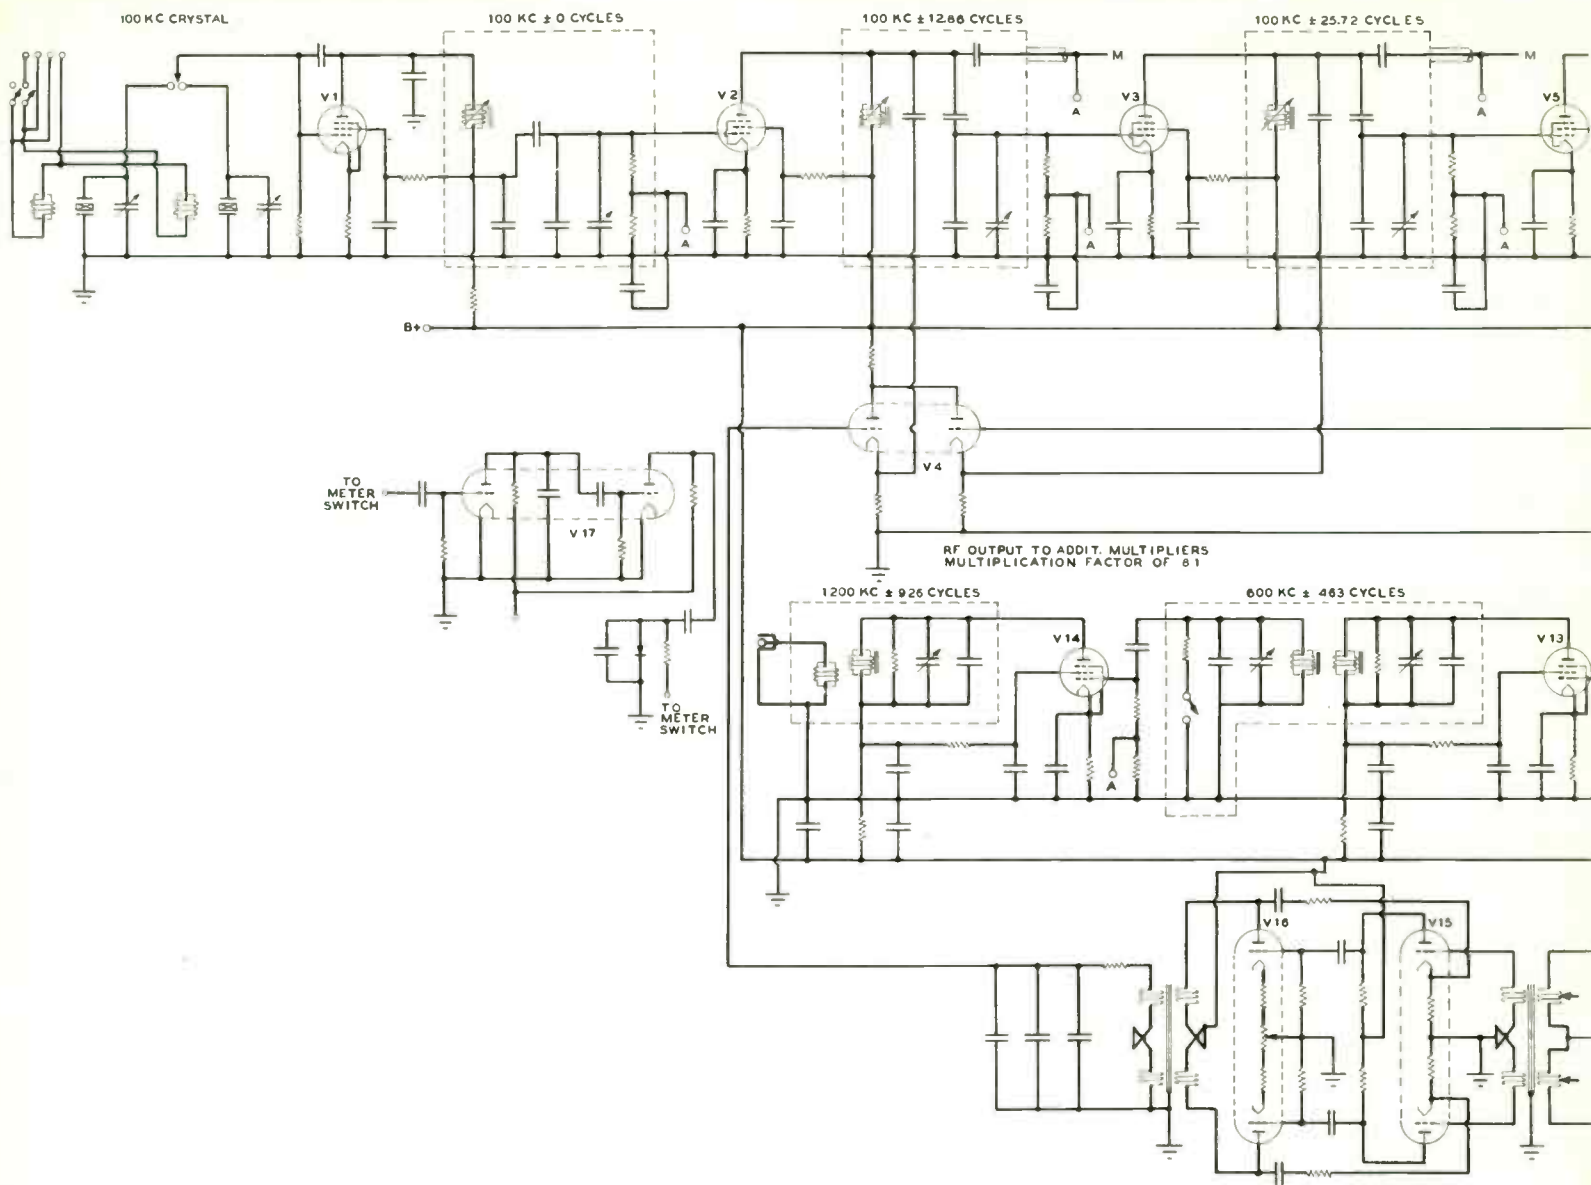 100 KC CRYSTAL
100 KC ± 0 CYCLES
100 KC ± 12.86 CYCLES
100 KC ± 25.72 CYCLES
V1
V2
V3
V5
M
M
A
A
A
A
A
B+
V4
TO
METER
SWITCH
V17
TO
METER
SWITCH
RF OUTPUT TO ADDIT. MULTIPLIERS
MULTIPLICATION FACTOR OF 81
1200 KC ± 926 CYCLES
600 KC ± 463 CYCLES
V14
V13
A
V16
V15